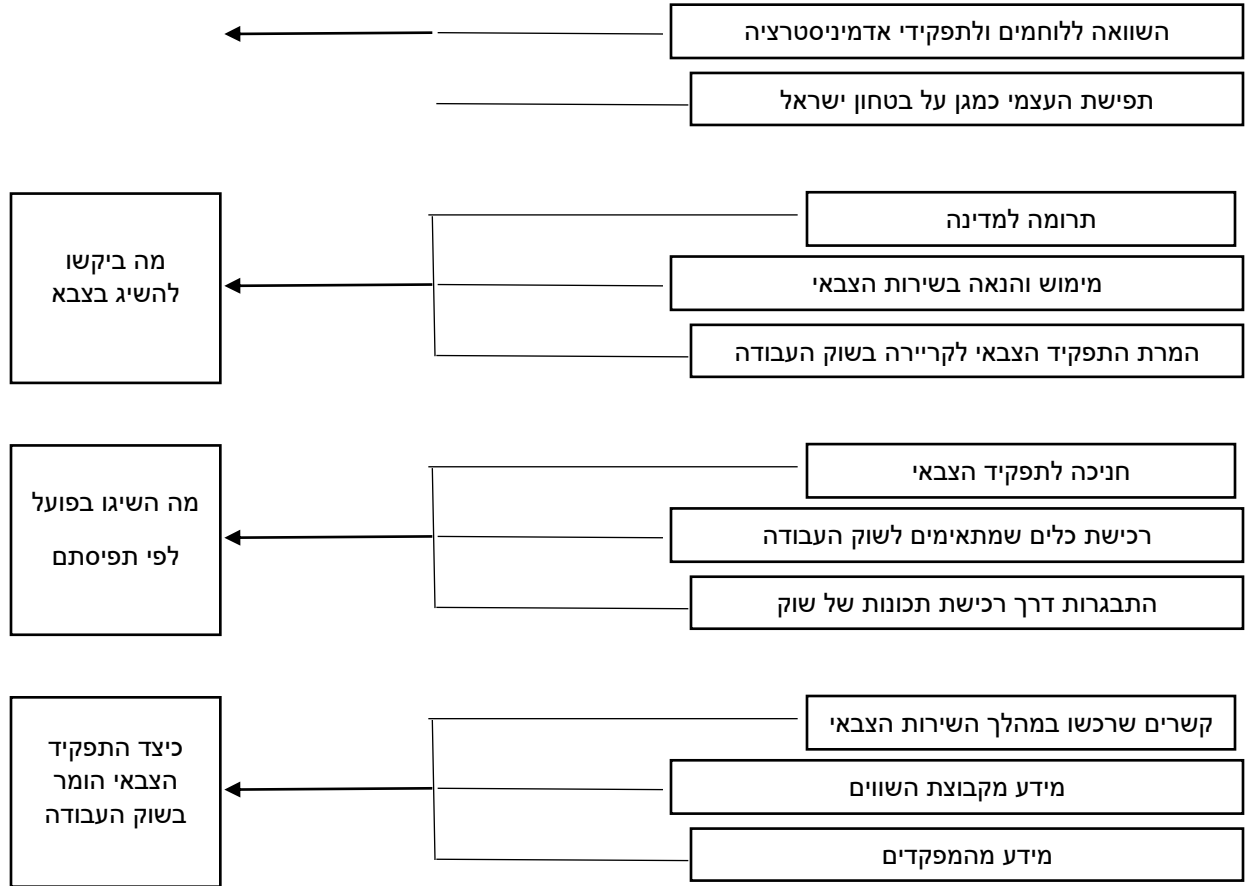 השוואה ללוחמים ולתפקידי אדמיניסטרציה
תפישת העצמי כמגן על בטחון ישראל
תרומה למדינה
מימוש והנאה בשירות הצבאי
המרת התפקיד הצבאי לקריירה בשוק העבודה
מה ביקשו
להשיג בצבא
חניכה לתפקיד הצבאי
רכישת כלים שמתאימים לשוק העבודה
התבגרות דרך רכישת תכונות של שוק
מה השיגו בפועל
לפי תפיסתם
קשרים שרכשו במהלך השירות הצבאי
מידע מקבוצת השווים
מידע מהמפקדים
כיצד התפקיד
הצבאי הומר
בשוק העבודה